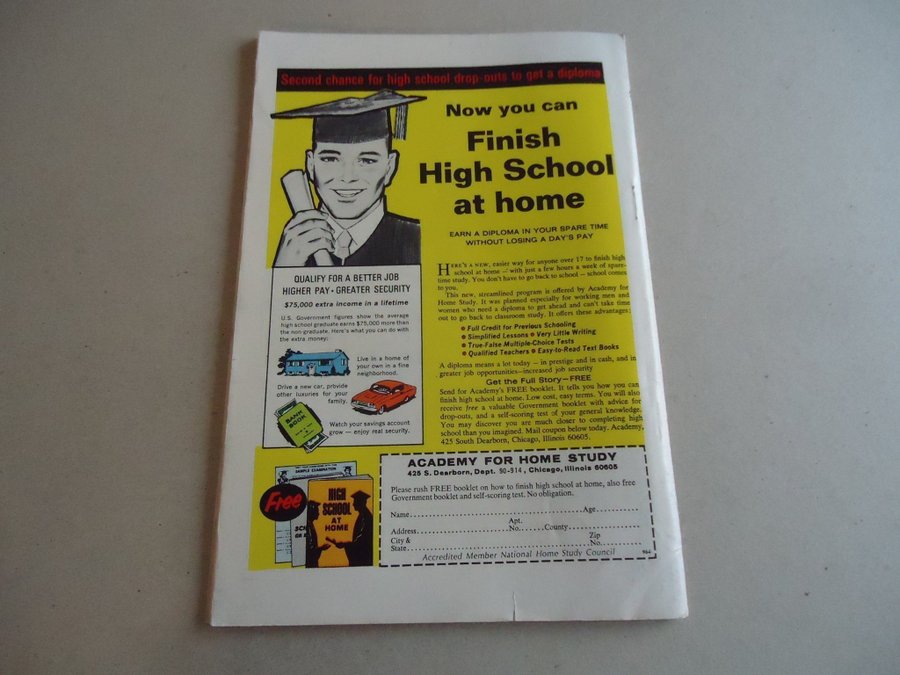 Second chance for high school drop-outs to get a diploma
Now you can
Finish
High School
at home
EARN A DIPLOMA IN YOUR SPARE TIME
WITHOUT LOSING A DAY'S PAY
HERE'S A NEW, easier way for anyone over 17 to finish high
school at home — with just a few hours a week of spare-
time study. You don't have to go back to school — school comes
to you.
This new, streamlined program is offered by Academy for
Home Study. It was planned especially for working men and
women who need a diploma to get ahead and can't take time
out to go back to classroom study. It offers these advantages:
Full Credit for Previous Schooling
Simplified Lessons • Very Little Writing
True-False Multiple-Choice Tests
Qualified Teachers • Easy-to-Read Text Books
A diploma means a lot today — in prestige and in cash, and in
greater job opportunities—increased job security
Get the Full Story—FREE
Send for Academy's FREE booklet. It tells you how you can
finish high school at home. Low cost, easy terms. You will also
receive free a valuable Government booklet with advice for
drop-outs, and a self-scoring test of your general knowledge.
You may discover you are much closer to completing high
school than you imagined. Mail coupon below today. Academy,
425 South Dearborn, Chicago, Illinois 60605.
QUALIFY FOR A BETTER JOB
HIGHER PAY • GREATER SECURITY
$75,000 extra income in a lifetime
U.S. Government figures show the average
high school graduate earns $75,000 more than
the non-graduate. Here's what you can do with
the extra money:
Live in a home of
your own in a fine
neighborhood.
Drive a new car, provide
other luxuries for your
family.
BANK
BOOK
Watch your savings account
grow — enjoy real security.
SAMPLE EXAMINATION
Free
HIGH
SCHOOL
AT
HOME
ACADEMY FOR HOME STUDY
425 S. Dearborn, Dept. 90-914, Chicago, Illinois 60605
Please rush FREE booklet on how to finish high school at home, also free
Government booklet and self-scoring test. No obligation.
Name Age
Apt.
Address No. County
City & Zip
State No.
Accredited Member National Home Study Council